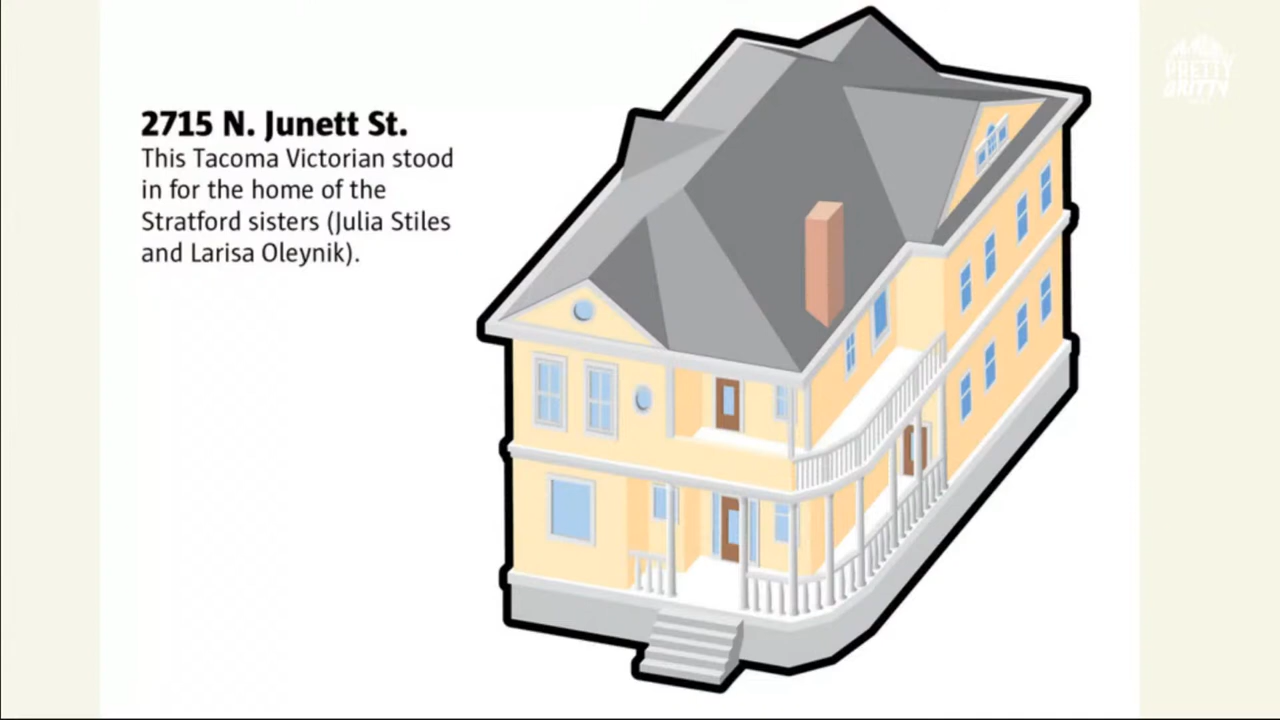 2715 N. Junett St.
This Tacoma Victorian stood
in for the home of the
Stratford sisters (Julia Stiles
and Larisa Oleynik).
PRETTY
GRITTY